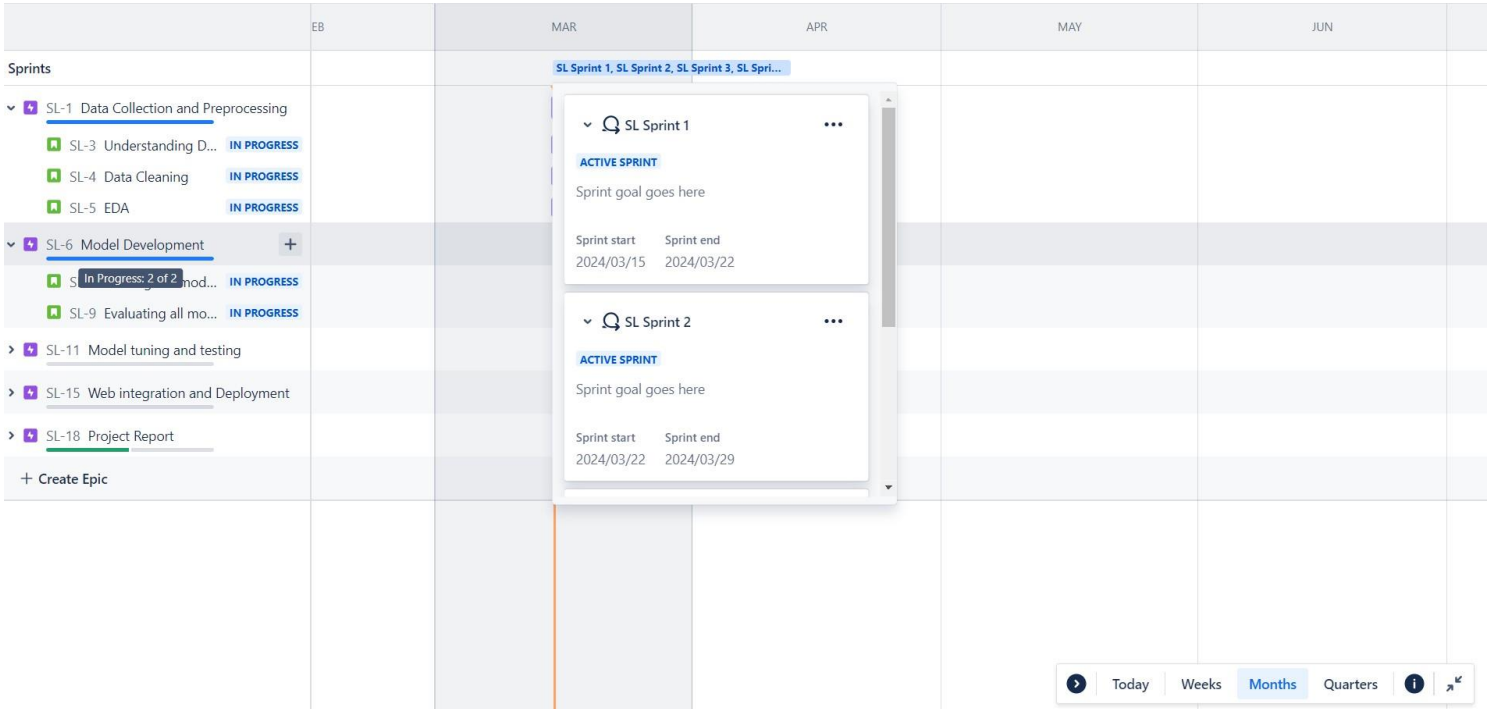 EB MAR APR MAY JUN
Sprints SL Sprint 1, SL Sprint 2, SL Sprint 3, SL Spri...
SL-1 Data Collection and Preprocessing
SL-3 Understanding D... IN PROGRESS
SL-4 Data Cleaning IN PROGRESS
SL-5 EDA IN PROGRESS
SL-6 Model Development
In Progress: 2 of 2
S mod... IN PROGRESS
SL-9 Evaluating all mo... IN PROGRESS
SL-11 Model tuning and testing
SL-15 Web integration and Deployment
SL-18 Project Report
+ Create Epic
SL Sprint 1
ACTIVE SPRINT
Sprint goal goes here
Sprint start Sprint end
2024/03/15 2024/03/22
SL Sprint 2
ACTIVE SPRINT
Sprint goal goes here
Sprint start Sprint end
2024/03/22 2024/03/29
Today Weeks Months Quarters